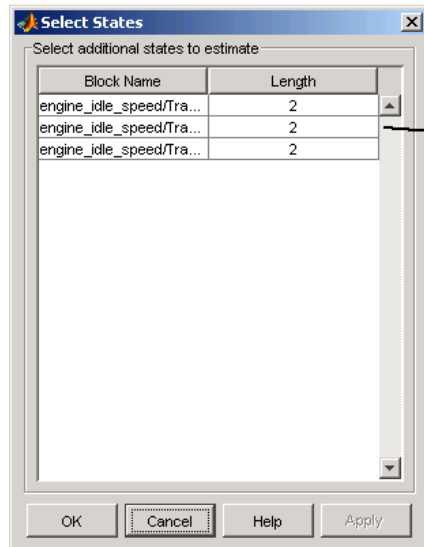 Select States
Select additional states to estimate
Block Name Length
engine_idle_speed/Tra... 2
engine_idle_speed/Tra... 2
engine_idle_speed/Tra... 2
OK Cancel Help Apply